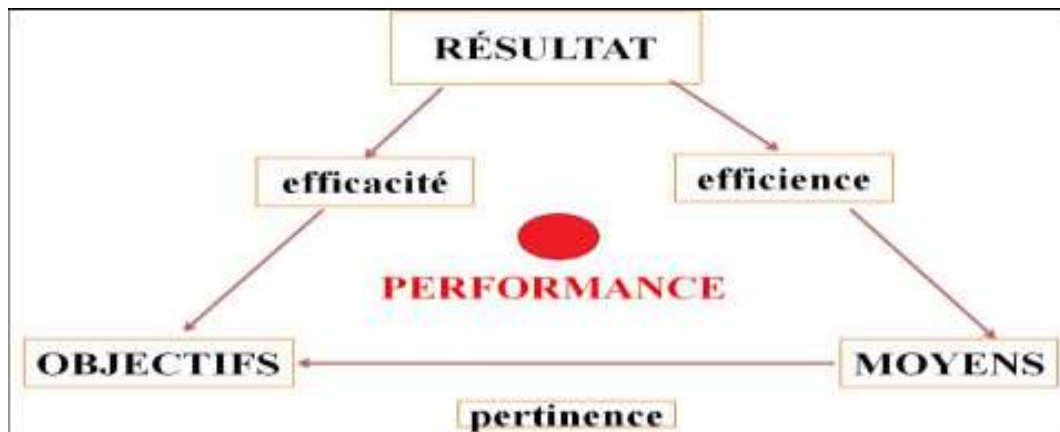 RÉSULTAT
efficacité
efficience
PERFORMANCE
OBJECTIFS
MOYENS
pertinence